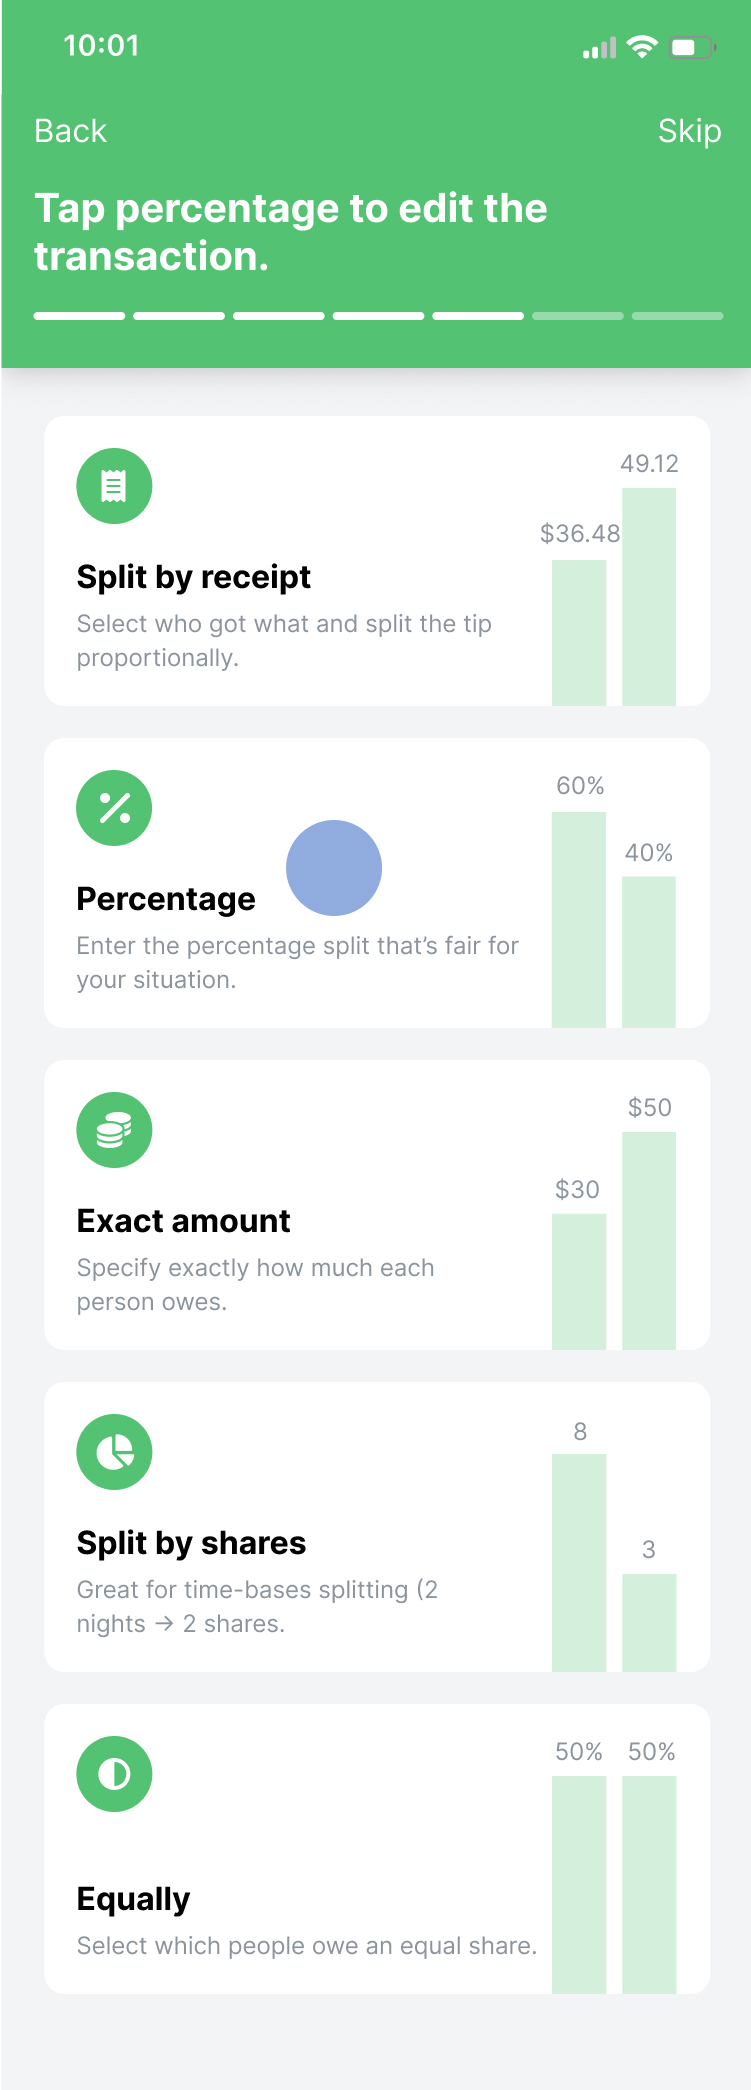 10:01
Back
Skip
Tap percentage to edit the
transaction.
49.12
$36.48
Split by receipt
Select who got what and split the tip
proportionally.
60%
40%
Percentage
Enter the percentage split that’s fair for
your situation.
$50
$30
Exact amount
Specify exactly how much each
person owes.
8
3
Split by shares
Great for time-bases splitting (2
nights → 2 shares.
50%
50%
Equally
Select which people owe an equal share.